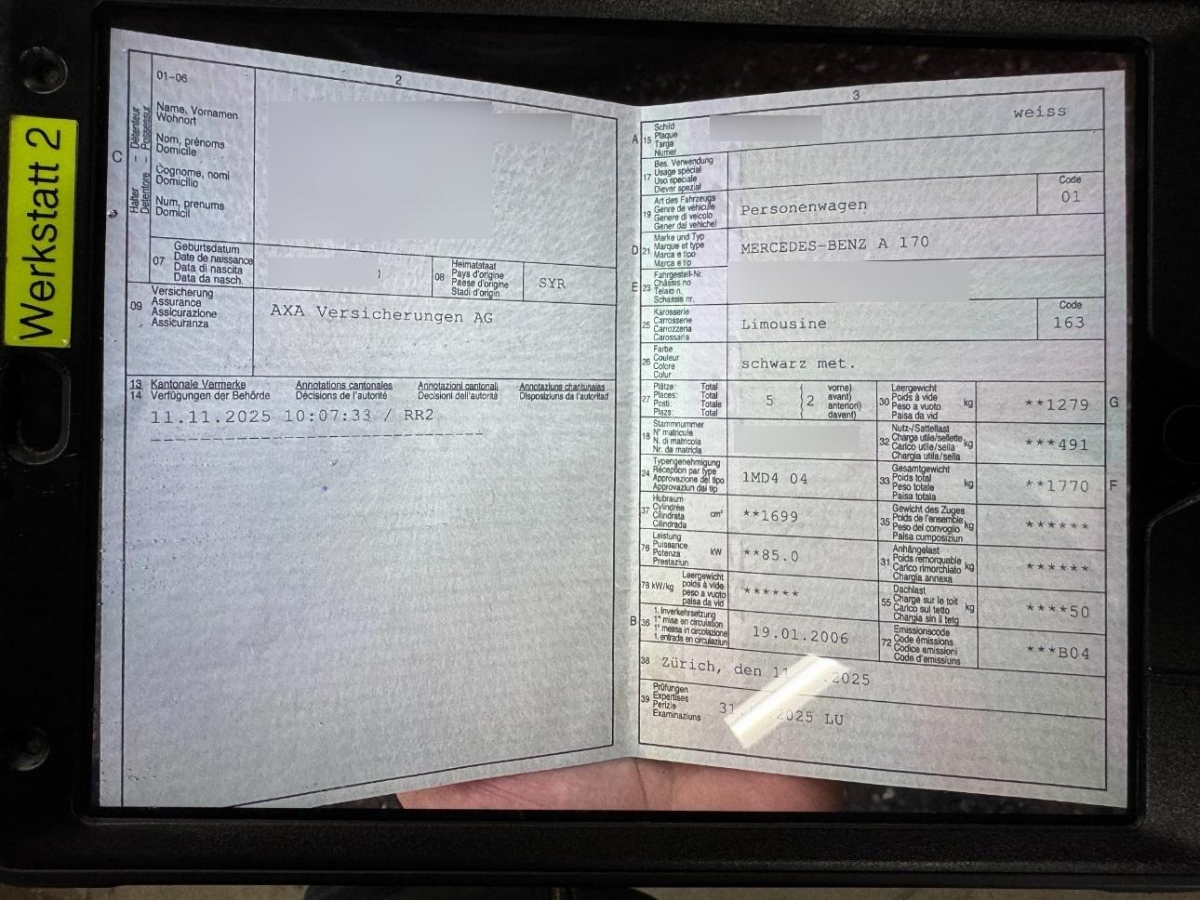 Werkstatt 2
01-06
2
C
Halter - Détenteur
Detentore - Possessur
Name, Vornamen
Wohnort
Nom, prénoms
Domicile
Cognome, nomi
Domicilio
Num, prenums
Domicil
07
Geburtsdatum
Date de naissance
Data di nascita
Data da nasch.
08
Heimatstaat
Pays d'origine
Paese d'origine
Stadi d'origin
SYR
09
Versicherung
Assurance
Assicurazione
Assicuranza
AXA Versicherungen AG
13 Kantonale Vermerke Annotations cantonales Annotazioni cantonali Annotaziuns chantunalas
14 Verfügungen der Behörde Décisions de l'autorité Decisioni dell'autorità Disposiziuns da l'autoritad
11.11.2025 10:07:33 / RR2
3
A 15
Schild
Plaque
Targa
Numer
weiss
17
Bes. Verwendung
Usage spécial
Uso speciale
Diever spezial
19
Art des Fahrzeugs
Genre de véhicule
Genere di veicolo
Gener dal vehichel
Personenwagen
Code
01
D 21
Marke und Typ
Marque et type
Marca e tipo
Marca e tip
MERCEDES-BENZ A 170
E 23
Fahrgestell-Nr.
Châssis no
Telaio n.
Schassis nr.
25
Karosserie
Carrosserie
Carrozzeria
Carossaria
Limousine
Code
163
26
Farbe
Couleur
Colore
Colur
schwarz met.
27
Plätze: Total
Places: Total
Posti: Totale
Plazs: Total
5
2
vorne)
avant)
anteriori)
davant)
30
Leergewicht
Poids à vide
Peso a vuoto
Paisa da vid
kg
**1279
G
18
Stammnummer
N° matricule
N. di matricola
Nr. da matricla
32
Nutz-/Sattellast
Charge utile/sellette
Carico utile/sella
Chargia utila/sella
kg
***491
24
Typengenehmigung
Réception par type
Approvazione del tipo
Approvaziun dal tip
1MD4 04
33
Gesamtgewicht
Poids total
Peso totale
Paisa totala
kg
**1770
F
37
Hubraum
Cylindrée
Cilindrata
Cilindrada
cm³
**1699
35
Gewicht des Zuges
Poids de l'ensemble
Peso del convoglio
Paisa cumposiziun
kg
******
76
Leistung
Puissance
Potenza
Prestaziun
kW
**85.0
31
Anhängelast
Poids remorquable
Carico rimorchiato
Chargia annexa
kg
******
78 kW/kg
Leergewicht
poids à vide
peso a vuoto
paisa da vid
******
55
Dachlast
Charge sur le toit
Carico sul tetto
Chargia sin il tetg
kg
****50
B 36
1. Inverkehrsetzung
1re mise en circulation
1a messa in circolazione
1. entrada en circulaziun
19.01.2006
72
Emissionscode
Code émissions
Codice emissioni
Code d'emissiuns
***B04
38 Zürich, den 11 2025
39
Prüfungen
Expertises
Perizie
Examinaziuns
31 2025 LU